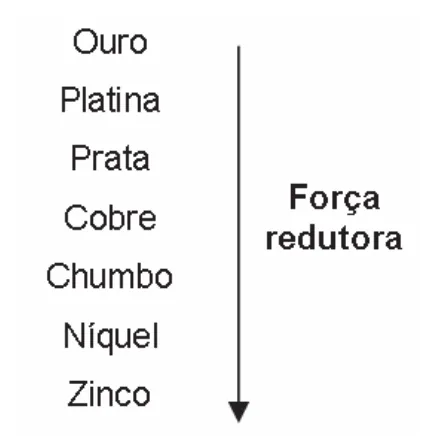 Ouro
Platina
Prata
Cobre
Chumbo
Níquel
Zinco
Força
redutora